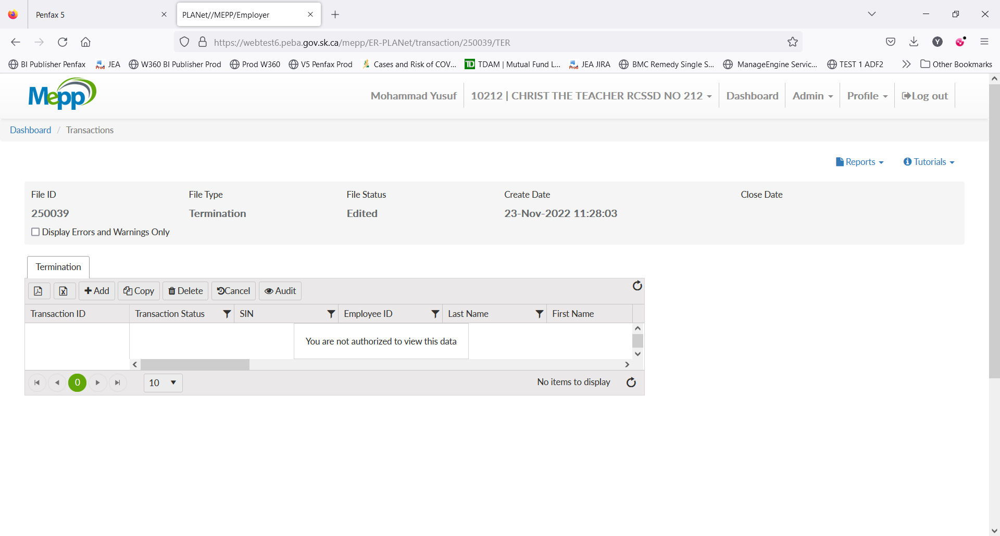 Penfax 5
PLANet//MEPP/Employer
https://webtest6.peba.gov.sk.ca/mepp/ER-PLANet/transaction/250039/TER
Y
BI Publisher Penfax
JEA
W360 BI Publisher Prod
Prod W360
V5 Penfax Prod
Cases and Risk of COV...
TDAM | Mutual Fund L...
JEA JIRA
BMC Remedy Single S...
ManageEngine Servic...
TEST 1 ADF2
Other Bookmarks
Mepp
Mohammad Yusuf
10212 | CHRIST THE TEACHER RCSSD NO 212
Dashboard
Admin
Profile
Log out
Dashboard / Transactions
Reports
Tutorials
File ID
File Type
File Status
Create Date
Close Date
250039
Termination
Edited
23-Nov-2022 11:28:03
Display Errors and Warnings Only
Termination
Add
Copy
Delete
Cancel
Audit
Transaction ID
Transaction Status
SIN
Employee ID
Last Name
First Name
You are not authorized to view this data
0
10
No items to display